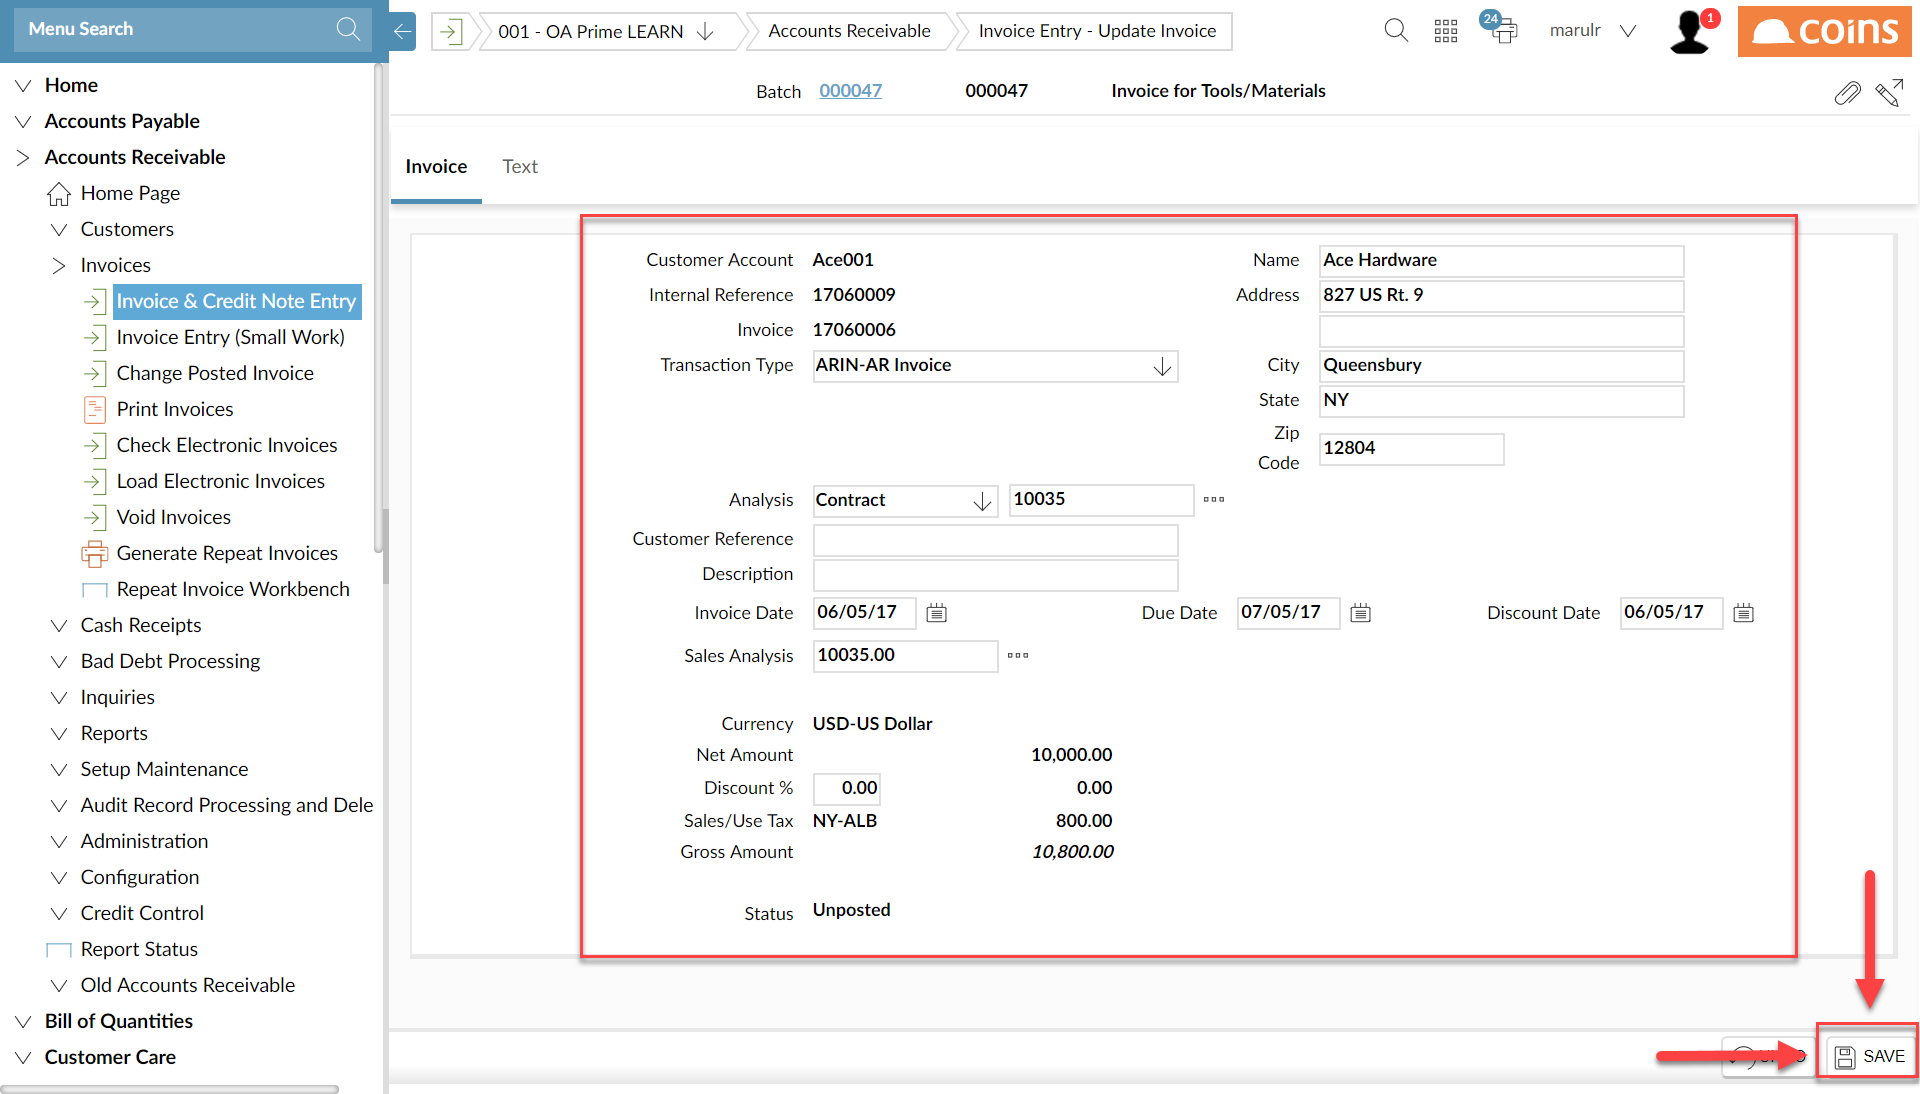 Menu Search
001 - OA Prime LEARN
Accounts Receivable
Invoice Entry - Update Invoice
24
marulr
1
coins
Batch 000047 000047 Invoice for Tools/Materials
Home
Accounts Payable
Accounts Receivable
Home Page
Customers
Invoices
Invoice & Credit Note Entry
Invoice Entry (Small Work)
Change Posted Invoice
Print Invoices
Check Electronic Invoices
Load Electronic Invoices
Void Invoices
Generate Repeat Invoices
Repeat Invoice Workbench
Cash Receipts
Bad Debt Processing
Inquiries
Reports
Setup Maintenance
Audit Record Processing and Dele
Administration
Configuration
Credit Control
Report Status
Old Accounts Receivable
Bill of Quantities
Customer Care
Invoice Text
Customer Account Ace001 Name Ace Hardware
Internal Reference 17060009 Address 827 US Rt. 9
Invoice 17060006
Transaction Type ARIN-AR Invoice City Queensbury
State NY
Zip Code 12804
Analysis Contract 10035
Customer Reference
Description
Invoice Date 06/05/17 Due Date 07/05/17 Discount Date 06/05/17
Sales Analysis 10035.00
Currency USD-US Dollar
Net Amount 10,000.00
Discount % 0.00 0.00
Sales/Use Tax NY-ALB 800.00
Gross Amount 10,800.00
Status Unposted
SAVE